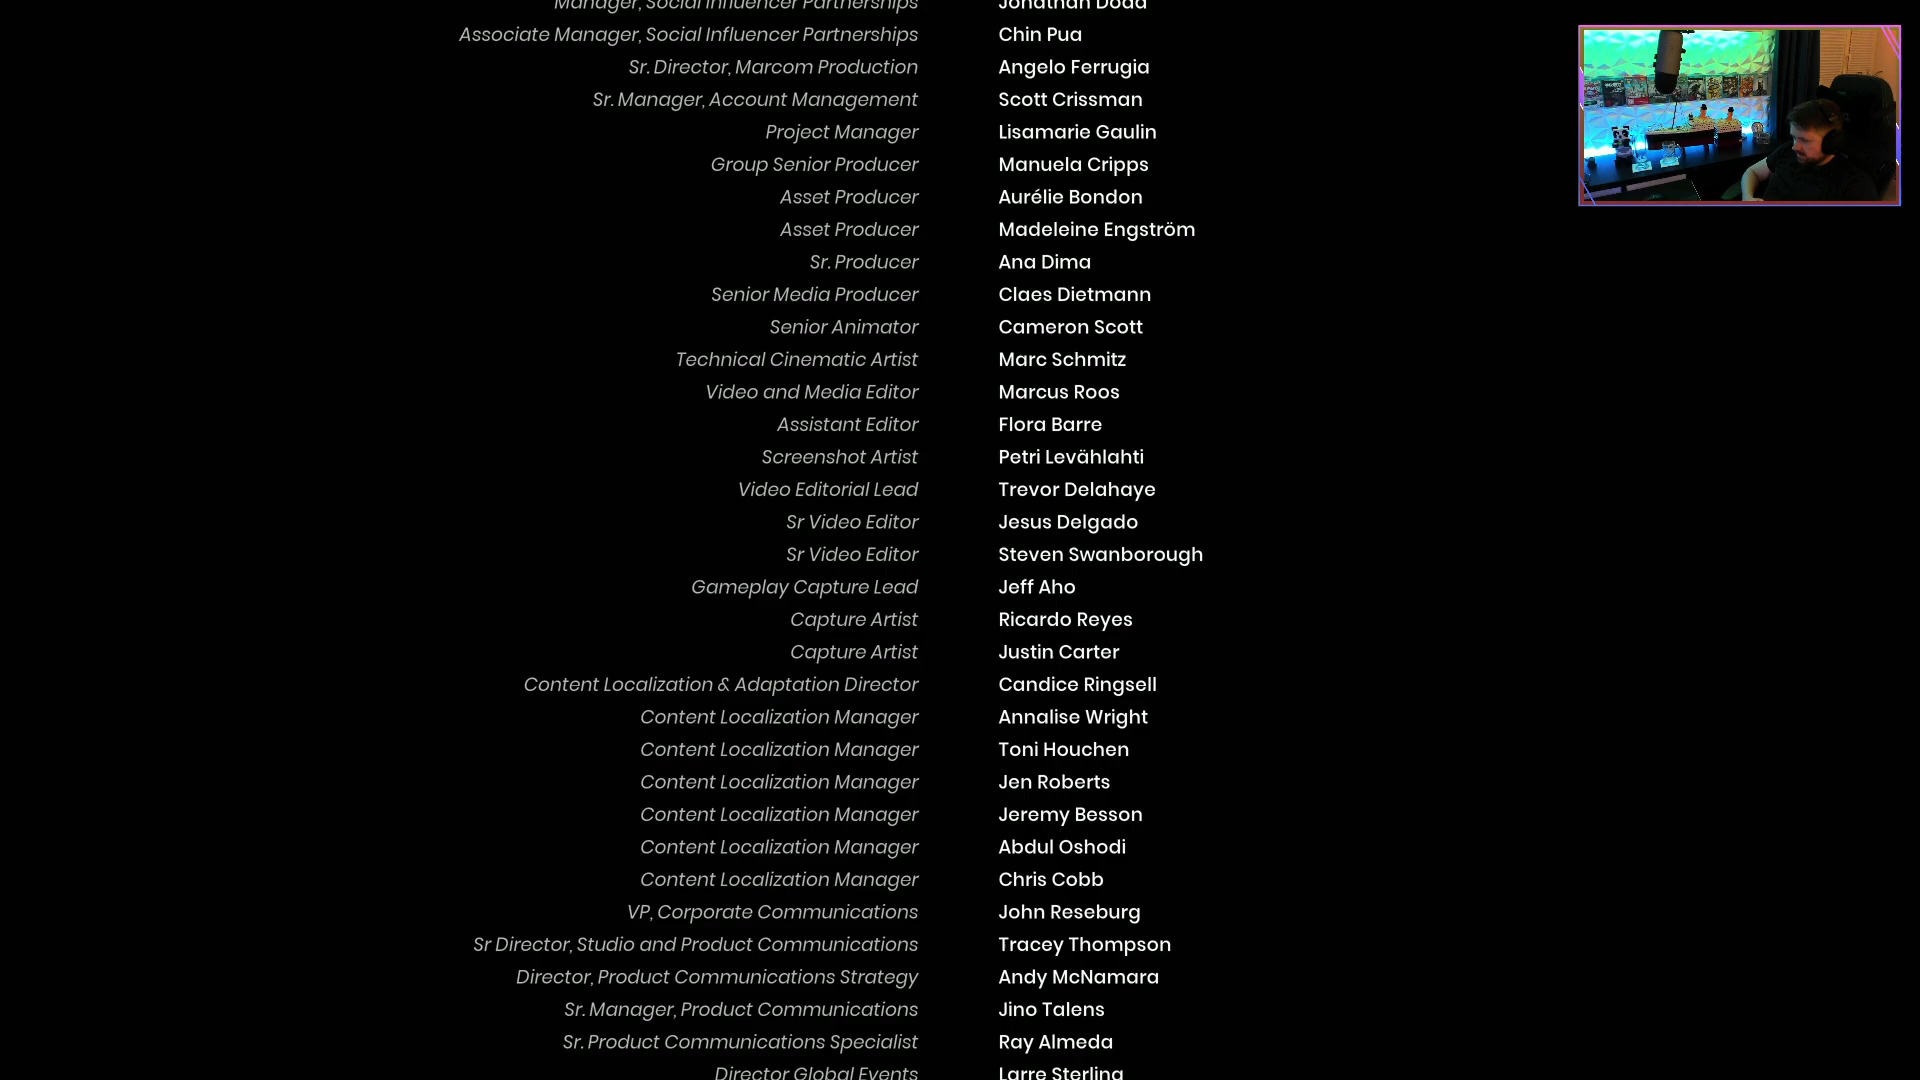 Manager, Social Influencer Partnerships Jonathan Dodd
Associate Manager, Social Influencer Partnerships Chin Pua
Sr. Director, Marcom Production Angelo Ferrugia
Sr. Manager, Account Management Scott Crissman
Project Manager Lisamarie Gaulin
Group Senior Producer Manuela Cripps
Asset Producer Aurélie Bondon
Asset Producer Madeleine Engström
Sr. Producer Ana Dima
Senior Media Producer Claes Dietmann
Senior Animator Cameron Scott
Technical Cinematic Artist Marc Schmitz
Video and Media Editor Marcus Roos
Assistant Editor Flora Barre
Screenshot Artist Petri Levählahti
Video Editorial Lead Trevor Delahaye
Sr Video Editor Jesus Delgado
Sr Video Editor Steven Swanborough
Gameplay Capture Lead Jeff Aho
Capture Artist Ricardo Reyes
Capture Artist Justin Carter
Content Localization & Adaptation Director Candice Ringsell
Content Localization Manager Annalise Wright
Content Localization Manager Toni Houchen
Content Localization Manager Jen Roberts
Content Localization Manager Jeremy Besson
Content Localization Manager Abdul Oshodi
Content Localization Manager Chris Cobb
VP, Corporate Communications John Reseburg
Sr Director, Studio and Product Communications Tracey Thompson
Director, Product Communications Strategy Andy McNamara
Sr. Manager, Product Communications Jino Talens
Sr. Product Communications Specialist Ray Almeda
Director Global Events Larre Sterling